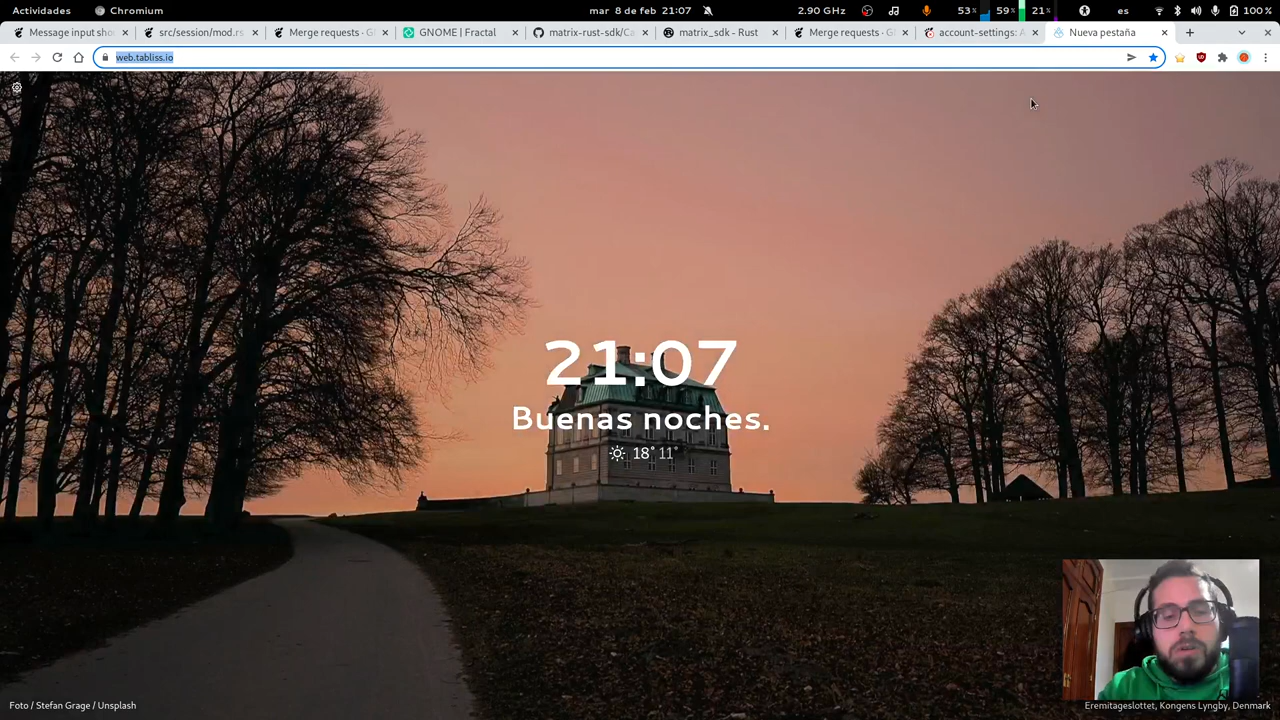 Actividades
Chromium
mar 8 de feb 21:07
2.90 GHz
53%
59%
21%
es
100 %
Message input sho
src/session/mod.rs
Merge requests · G
GNOME | Fractal
matrix-rust-sdk/Ca
matrix_sdk - Rust
Merge requests · G
account-settings: A
Nueva pestaña
web.tabliss.io
21:07
Buenas noches.
18° 11°
Foto / Stefan Grage / Unsplash
Eremitageslottet, Kongens Lyngby, Denmark